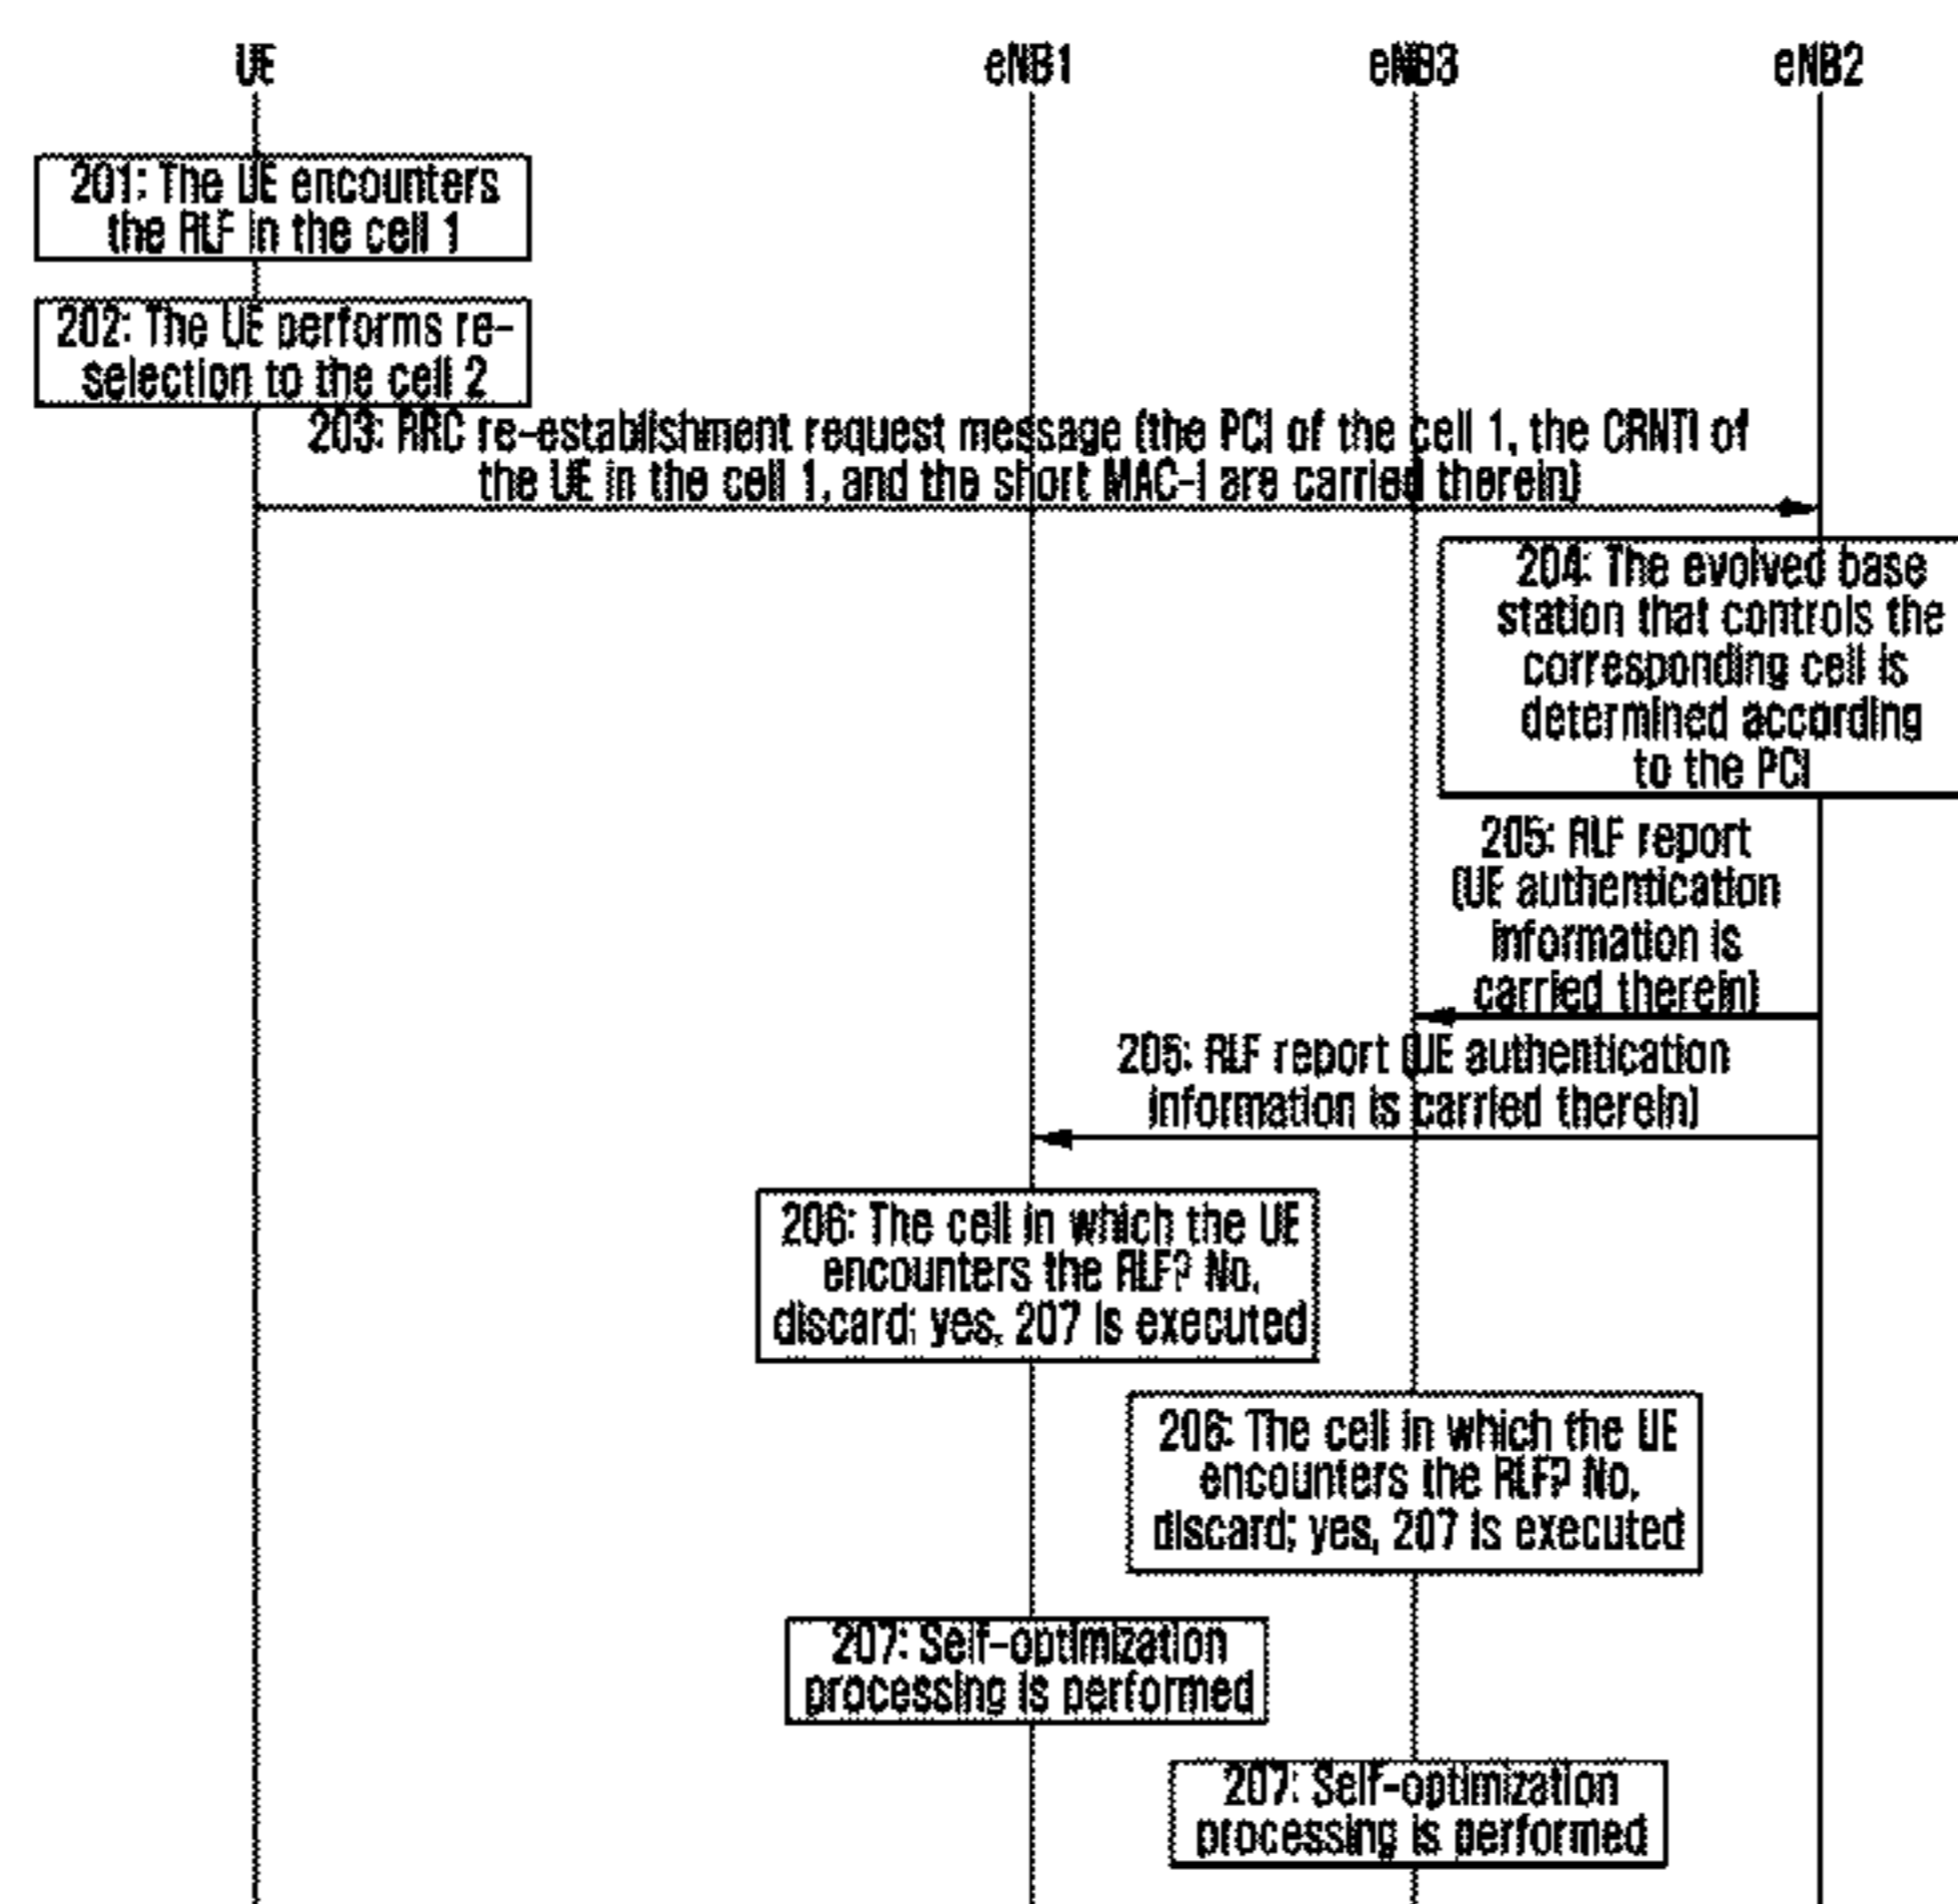 UE
eNB1
eNB3
eNB2
201: The UE encounters
the RLF in the cell 1
202: The UE performs re-
selection to the cell 2
203: RRC re-establishment request message (the PCI of the cell 1, the CRNTI of
the UE in the cell 1, and the short MAC-I are carried therein)
204: The evolved base
station that controls the
corresponding cell is
determined according
to the PCI
205: RLF report
(UE authentication
information is
carried therein)
205: RLF report (UE authentication
information is carried therein)
206: The cell in which the UE
encounters the RLF? No,
discard; yes, 207 is executed
206: The cell in which the UE
encounters the RLF? No,
discard; yes, 207 is executed
207: Self-optimization
processing is performed
207: Self-optimization
processing is performed